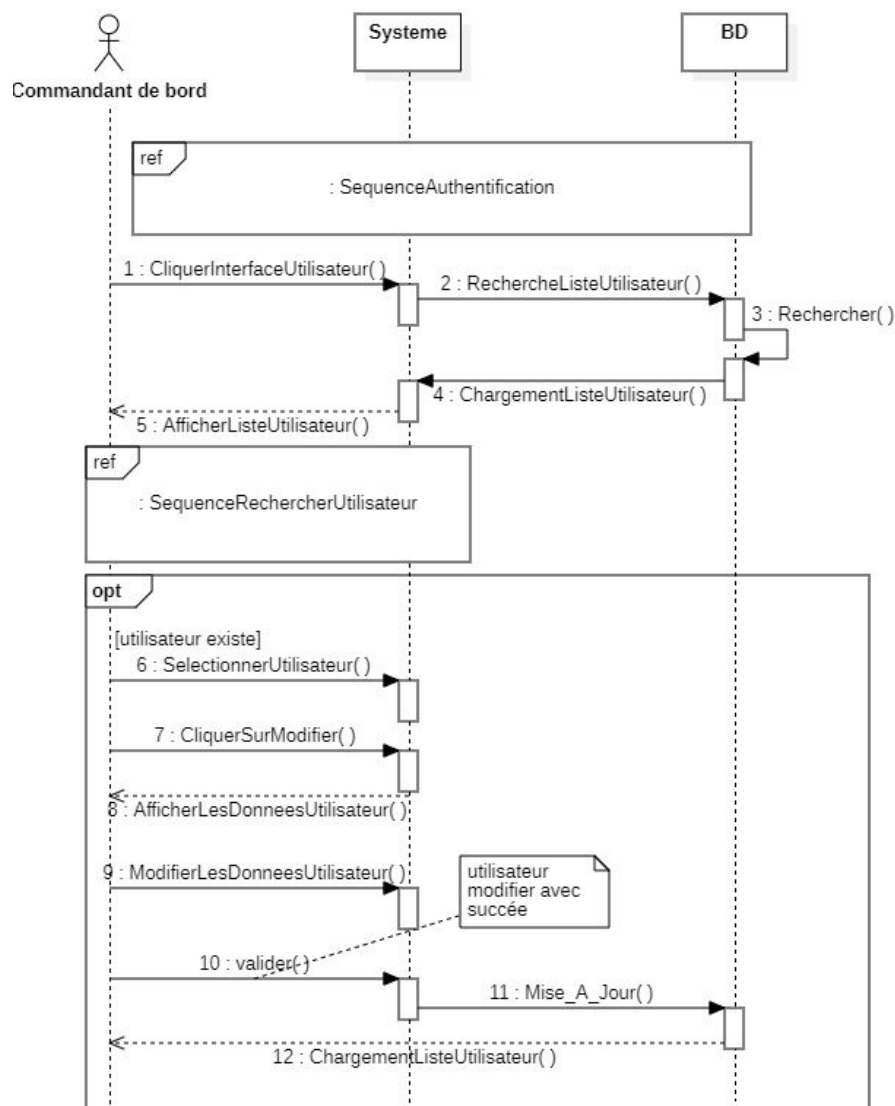 Systeme
BD
Commandant de bord
ref
: SequenceAuthentification
1 : CliquerInterfaceUtilisateur( )
2 : RechercheListeUtilisateur( )
3 : Rechercher( )
4 : ChargementListeUtilisateur( )
5 : AfficherListeUtilisateur( )
ref
: SequenceRechercherUtilisateur
opt
[utilisateur existe]
6 : SelectionnerUtilisateur( )
7 : CliquerSurModifier( )
8 : AfficherLesDonneesUtilisateur( )
9 : ModifierLesDonneesUtilisateur( )
utilisateur
modifier avec
succée
10 : valider( )
11 : Mise_A_Jour( )
12 : ChargementListeUtilisateur( )